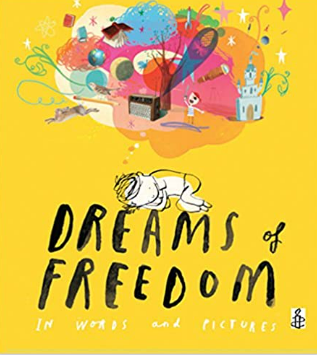 DREAMS of
FREEDOM
IN WORDS and PICTURES